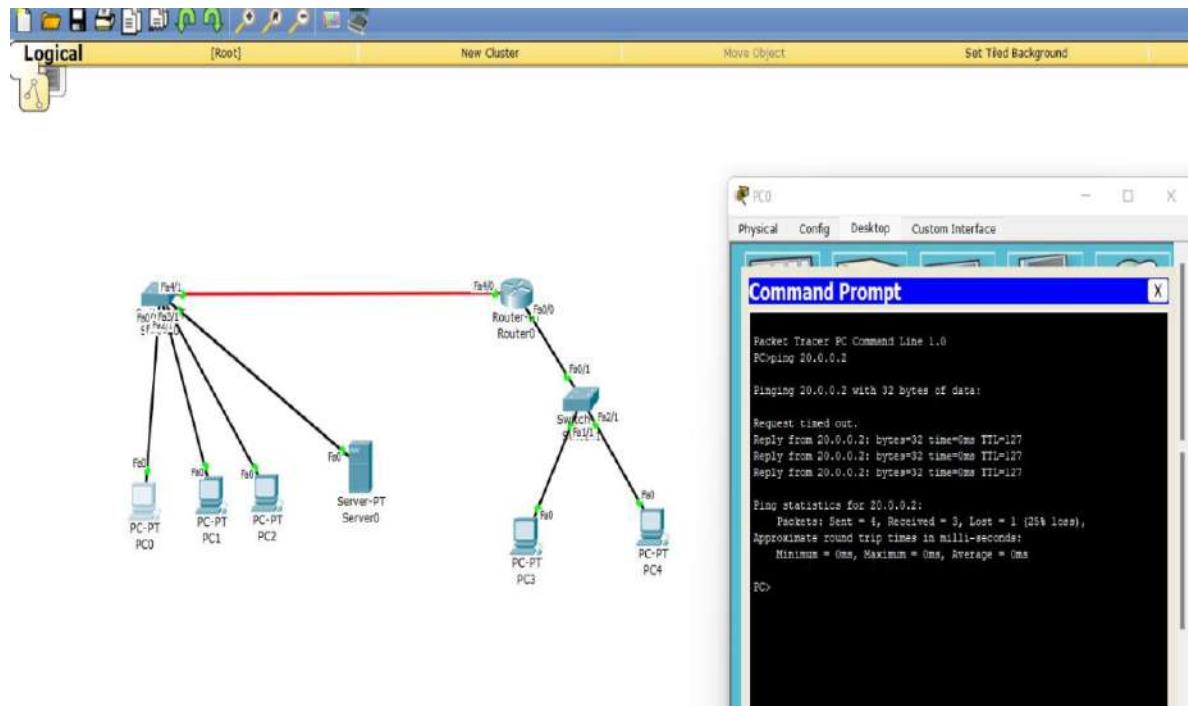 Logical
[Root]
New Cluster
Move Object
Set Tiled Background
PC0
Physical Config Desktop Custom Interface
Command Prompt
X
Packet Tracer PC Command Line 1.0
PC>ping 20.0.0.2
Pinging 20.0.0.2 with 32 bytes of data:
Request timed out.
Reply from 20.0.0.2: bytes=32 time=0ms TTL=127
Reply from 20.0.0.2: bytes=32 time=0ms TTL=127
Reply from 20.0.0.2: bytes=32 time=0ms TTL=127
Ping statistics for 20.0.0.2:
Packets: Sent = 4, Received = 3, Lost = 1 (25% loss),
Approximate round trip times in milli-seconds:
Minimum = 0ms, Maximum = 0ms, Average = 0ms
PC>
Fa4/1
Fa4/0
Fa3/1
Fa0/0
Router0
Fa0/1
Fa2/1
Fa1/1
Fa0
Fa0
Fa0
Fa0
Fa0
Fa0
PC-PT
PC0
PC-PT
PC1
PC-PT
PC2
Server-PT
Server0
PC-PT
PC3
PC-PT
PC4